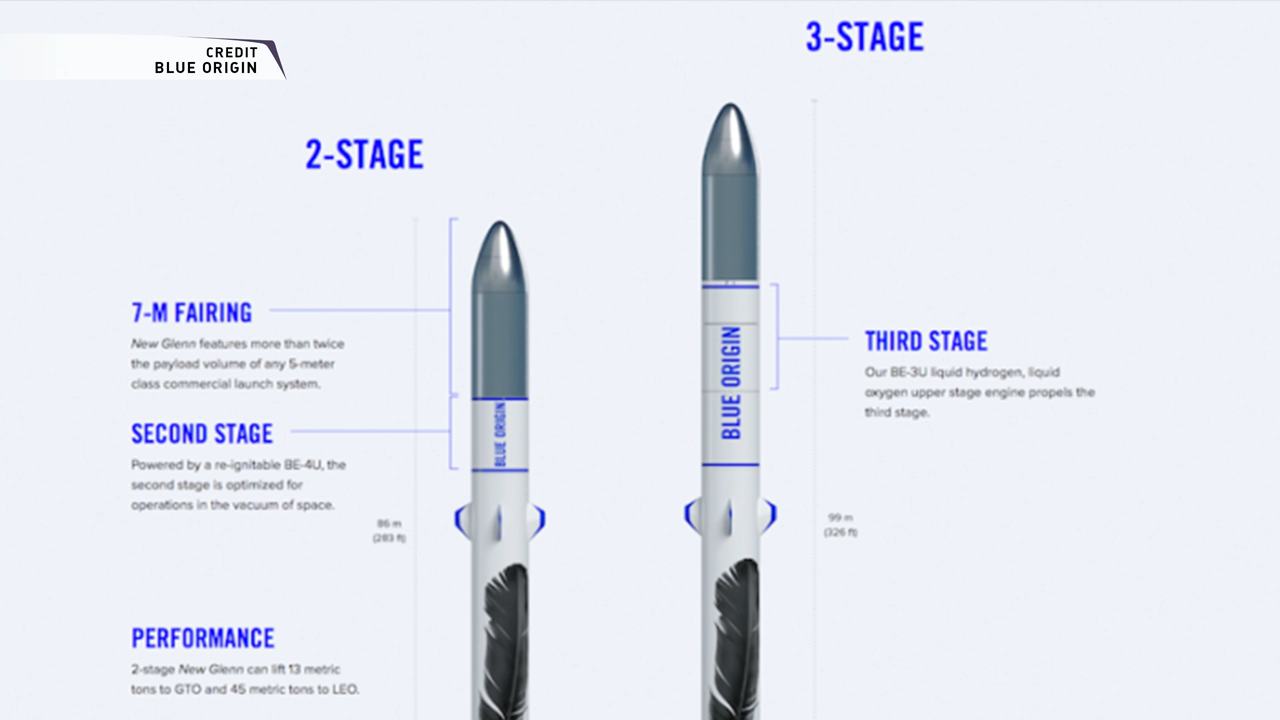 CREDIT
BLUE ORIGIN
3-STAGE
2-STAGE
7-M FAIRING
New Glenn features more than twice
the payload volume of any 5-meter
class commercial launch system.
SECOND STAGE
Powered by a re-ignitable BE-4U, the
second stage is optimized for
operations in the vacuum of space.
86 m
(283 ft)
PERFORMANCE
2-stage New Glenn can lift 13 metric
tons to GTO and 45 metric tons to LEO.
BLUE ORIGIN
BLUE ORIGIN
THIRD STAGE
Our BE-3U liquid hydrogen, liquid
oxygen upper stage engine propels the
third stage.
99 m
(326 ft)